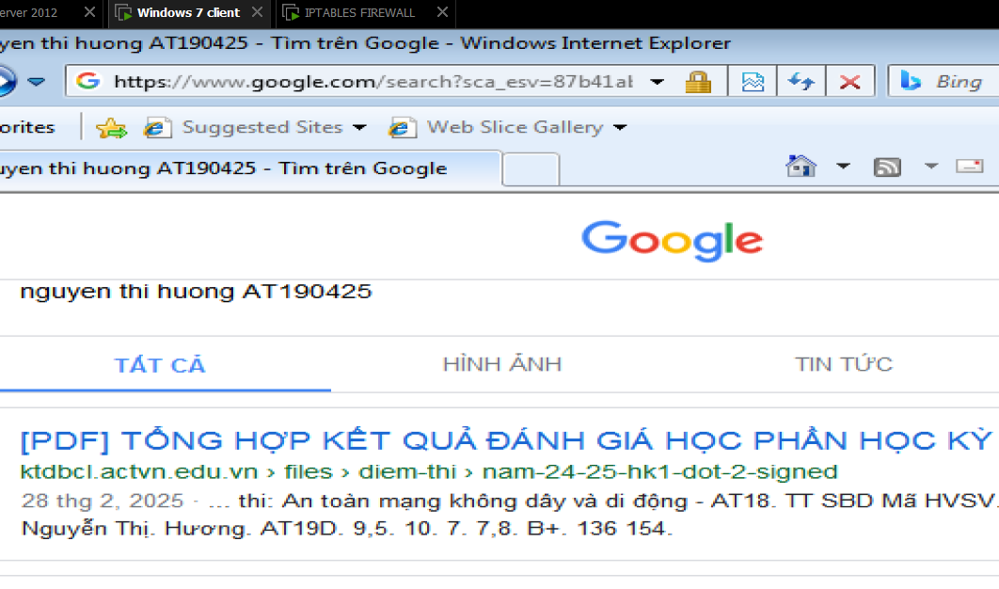 erver 2012
Windows 7 client
IPTABLES FIREWALL
yen thi huong AT190425 - Tìm trên Google - Windows Internet Explorer
https://www.google.com/search?sca_esv=87b41al
Bing
orites
Suggested Sites
Web Slice Gallery
uyen thi huong AT190425 - Tìm trên Google
Google
nguyen thi huong AT190425
TẤT CẢ
HÌNH ẢNH
TIN TỨC
[PDF] TỔNG HỢP KẾT QUẢ ĐÁNH GIÁ HỌC PHẦN HỌC KỲ
ktdbcl.actvn.edu.vn › files › diem-thi › nam-24-25-hk1-dot-2-signed
28 thg 2, 2025 · ... thi: An toàn mạng không dây và di động - AT18. TT SBD Mã HVSV.
Nguyễn Thị. Hương. AT19D. 9,5. 10. 7. 7,8. B+. 136 154.